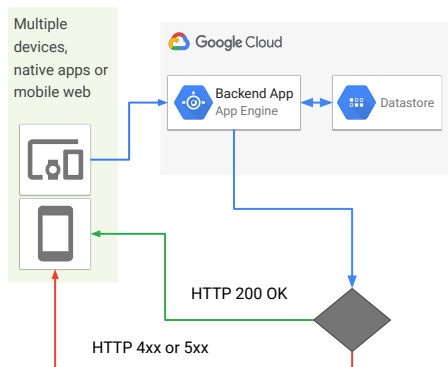 Multiple
devices,
native apps or
mobile web
Google Cloud
Backend App
App Engine
Datastore
HTTP 200 OK
HTTP 4xx or 5xx